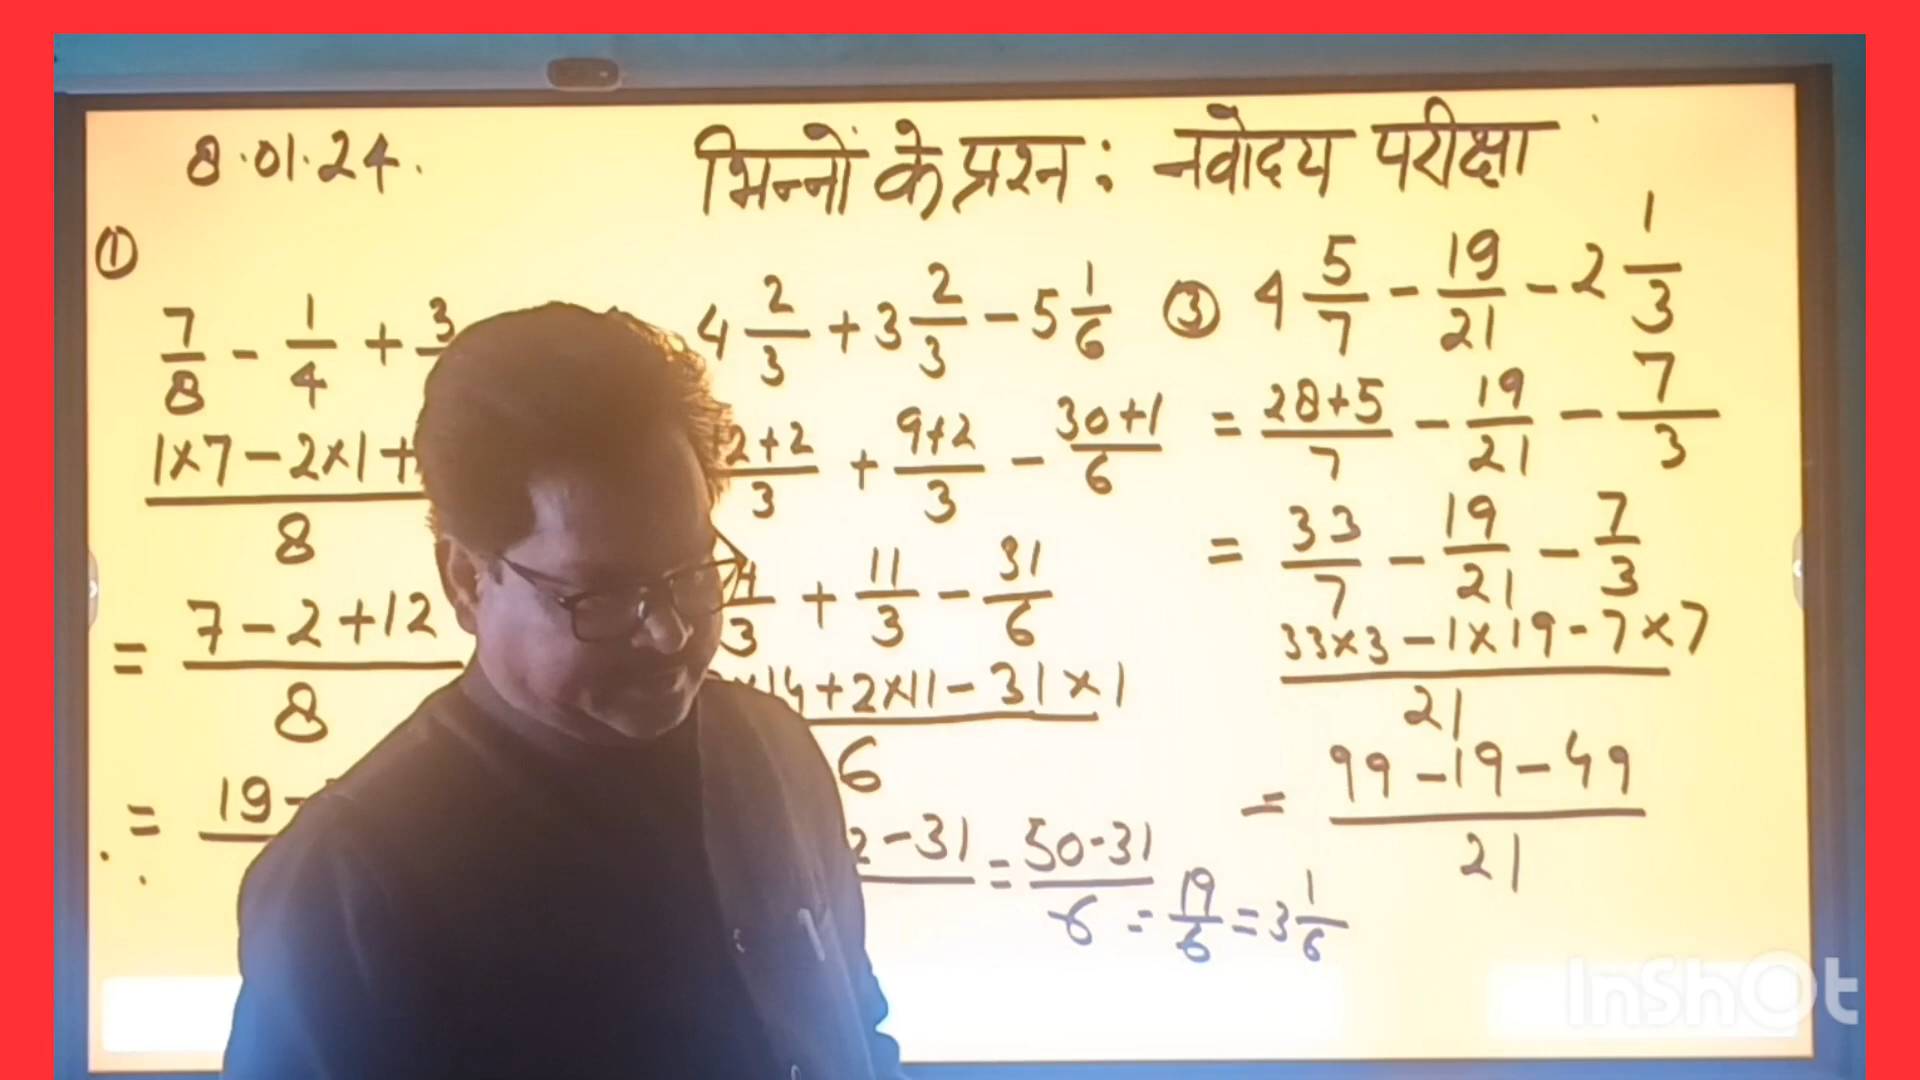 8.01.24.
भिन्नों के प्रश्न : नवोदय परीक्षा
①
7/8 - 1/4 + 3
1×7-2×1+
8
= 7-2+12
8
= 19-
4 2/3 + 3 2/3 - 5 1/6
2+2/3 + 9+2/3 - 30+1/6
3 + 11/3 - 31/6
×14+2×11-31×1
6
2-31 = 50-31/6 = 19/6 = 3 1/6
③ 4 5/7 - 19/21 - 2 1/3
= 28+5/7 - 19/21 - 7/3
= 33/7 - 19/21 - 7/3
33×3-1×19-7×7
21
= 99-19-49
21
InShOt